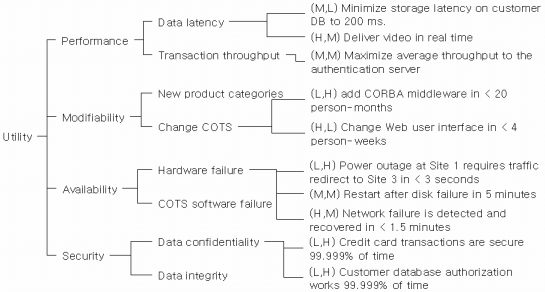 Utility
Performance
Data latency
(M,L) Minimize storage latency on customer
DB to 200 ms.
(H,M) Deliver video in real time
Transaction throughput
(M,M) Maximize average throughput to the
authentication server
Modifiability
New product categories
(L,H) add CORBA middleware in < 20
person-months
Change COTS
(H,L) Change Web user interface in < 4
person-weeks
Availability
Hardware failure
(L,H) Power outage at Site 1 requires traffic
redirect to Site 3 in < 3 seconds
(M,M) Restart after disk failure in 5 minutes
COTS software failure
(H,M) Network failure is detected and
recovered in < 1.5 minutes
Security
Data confidentiality
(L,H) Credit card transactions are secure
99.999% of time
Data integrity
(L,H) Customer database authorization
works 99.999% of time